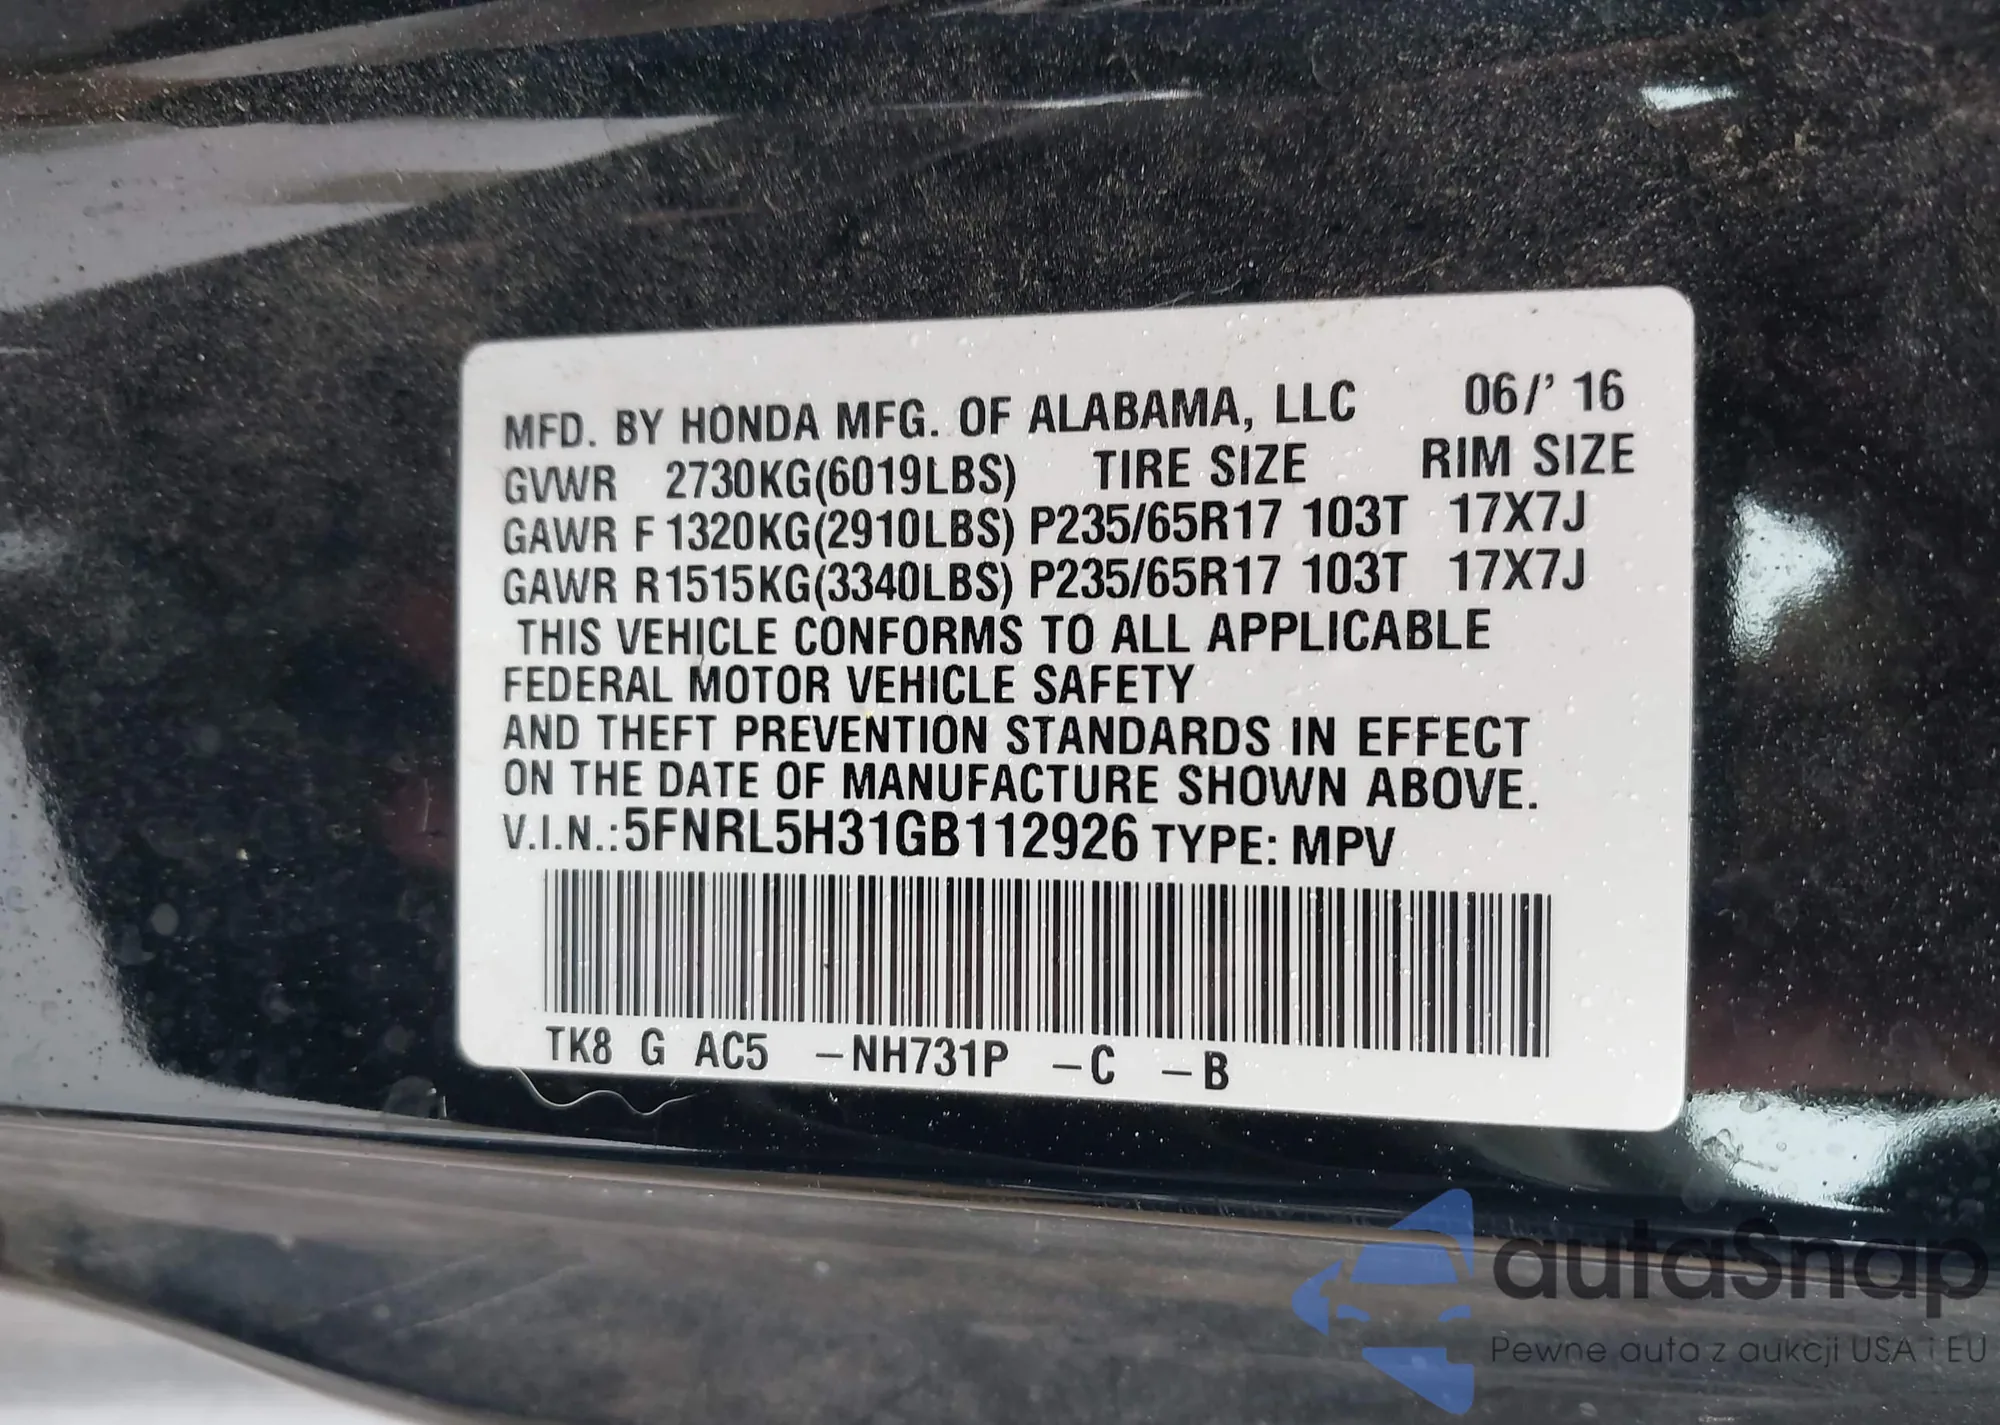 MFD. BY HONDA MFG. OF ALABAMA, LLC 06/' 16
GVWR 2730KG(6019LBS) TIRE SIZE RIM SIZE
GAWR F 1320KG(2910LBS) P235/65R17 103T 17X7J
GAWR R1515KG(3340LBS) P235/65R17 103T 17X7J
THIS VEHICLE CONFORMS TO ALL APPLICABLE
FEDERAL MOTOR VEHICLE SAFETY
AND THEFT PREVENTION STANDARDS IN EFFECT
ON THE DATE OF MANUFACTURE SHOWN ABOVE.
V.I.N.:5FNRL5H31GB112926 TYPE: MPV
TK8 G AC5 –NH731P –C –B
autaSnap
Pewne auta z aukcji USA i EU